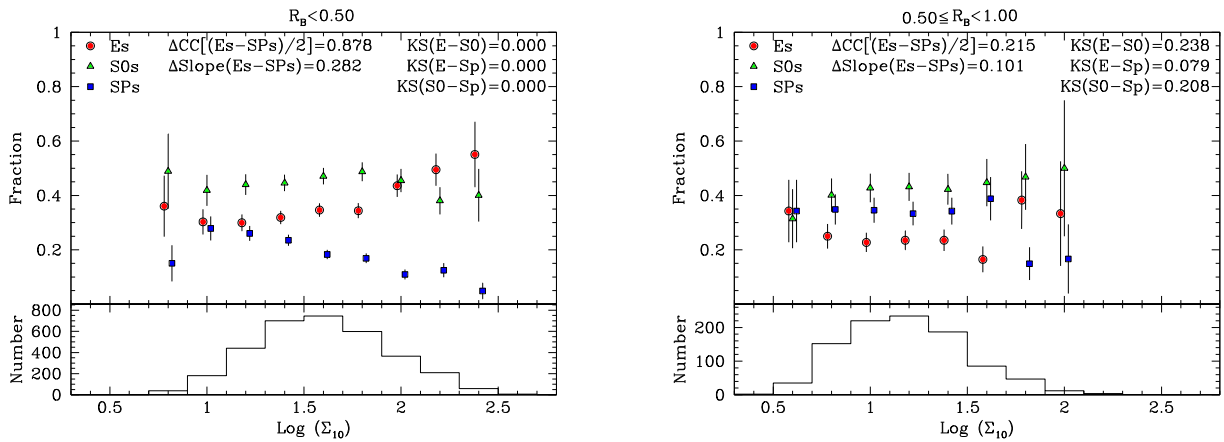 R_B<0.50
1
Es ΔCC[(Es−SPs)/2]=0.878 KS(E−S0)=0.000
S0s ΔSlope(Es−SPs)=0.282 KS(E−Sp)=0.000
SPs KS(S0−Sp)=0.000
0.8
0.6
0.4
0.2
Fraction
800
600
400
200
0
Number
0.5 1 1.5 2 2.5
Log (Σ_10)
0.50≦R_B<1.00
1
Es ΔCC[(Es−SPs)/2]=0.215 KS(E−S0)=0.238
S0s ΔSlope(Es−SPs)=0.101 KS(E−Sp)=0.079
SPs KS(S0−Sp)=0.208
0.8
0.6
0.4
0.2
Fraction
200
100
0
Number
0.5 1 1.5 2 2.5
Log (Σ_10)